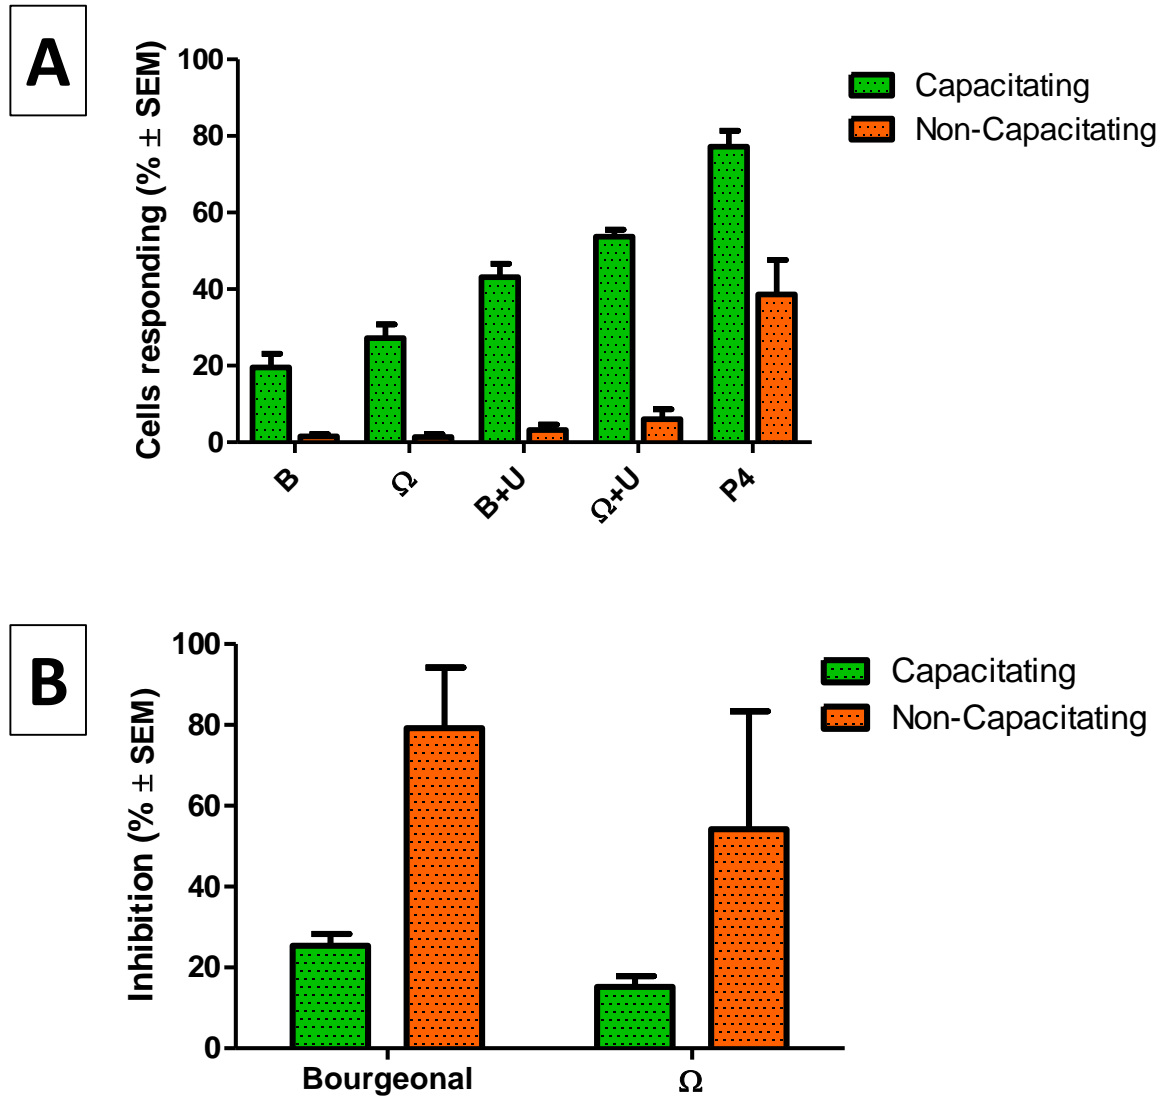 A
Cells responding (% ± SEM)
100
80
60
40
20
0
B
Ω
B+U
Ω+U
P4
Capacitating
Non-Capacitating
B
Inhibition (% ± SEM)
100
80
60
40
20
0
Bourgeonal
Ω
Capacitating
Non-Capacitating